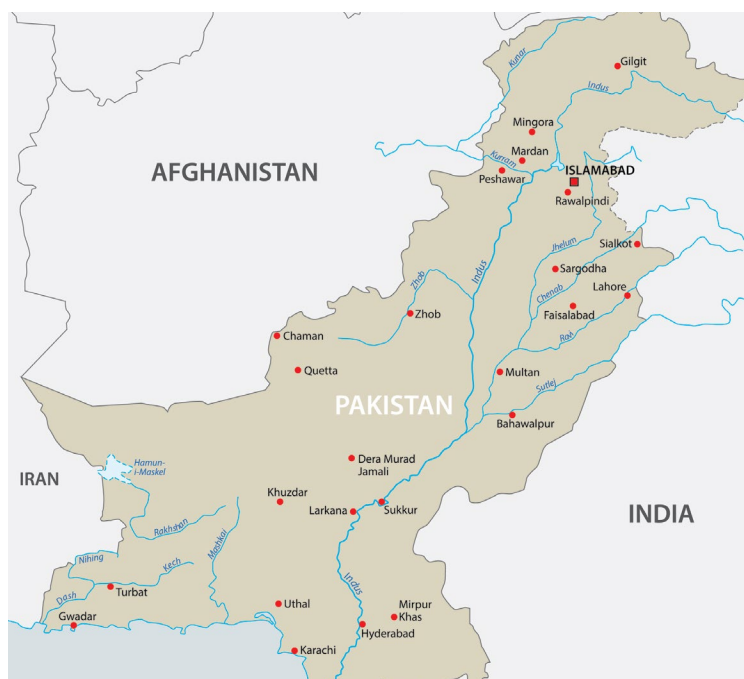 Kunar
Gilgit
Indus
Mingora
Mardan
Kurram
Peshawar
ISLAMABAD
Rawalpindi
AFGHANISTAN
Jhelum
Sialkot
Indus
Sargodha
Zhob
Chenab
Lahore
Zhob
Faisalabad
Chaman
Ravi
Quetta
Multan
Sutlej
PAKISTAN
Bahawalpur
Dera Murad
Jamali
Hamun-
i-Maskel
IRAN
Khuzdar
Larkana
Sukkur
INDIA
Rakhshan
Mashkai
Nihing
Kech
Indus
Turbat
Dash
Uthal
Mirpur
Khas
Gwadar
Hyderabad
Karachi